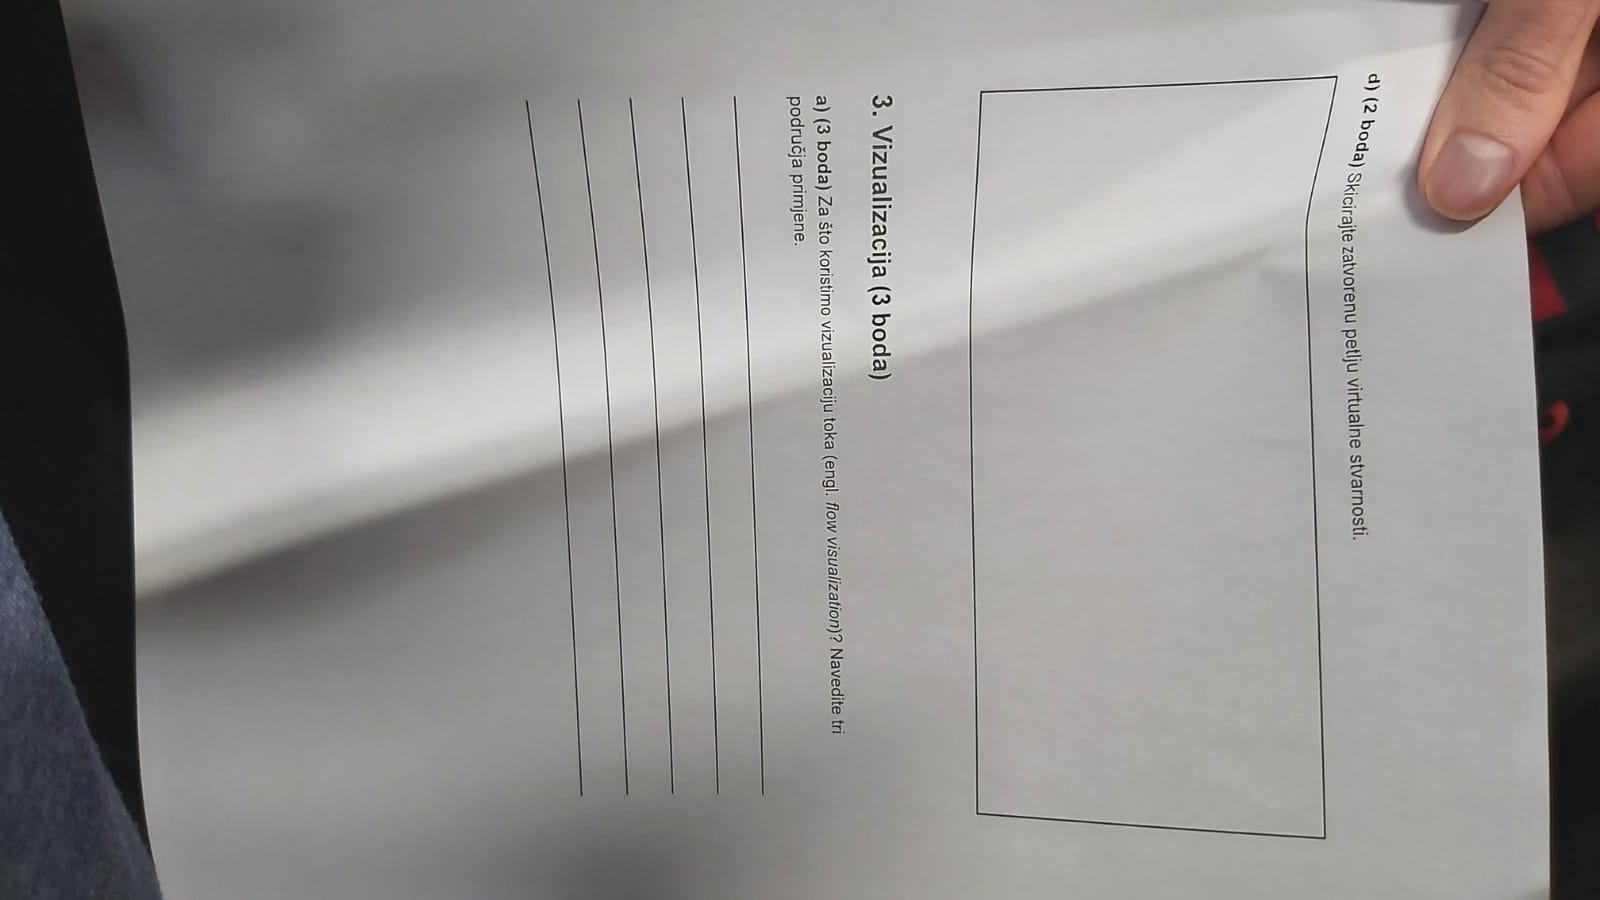 d) (2 boda) Skicirajte zatvorenu petlju virtualne stvarnosti.
3. Vizualizacija (3 boda)
a) (3 boda) Za što koristimo vizualizaciju toka (engl. flow visualization)? Navedite tri
područja primjene.